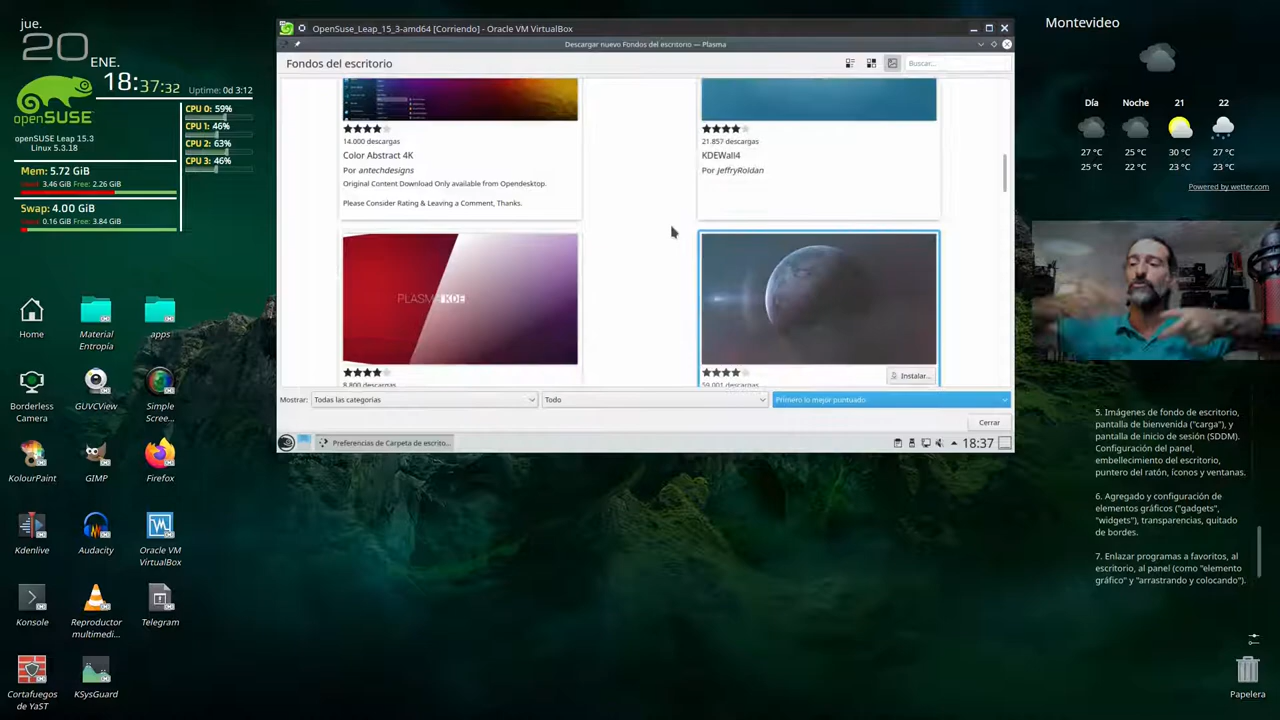 jue.
20
ENE.
18:37:32
Uptime: 0d 3:12
openSUSE
openSUSE Leap 15.3
Linux 5.3.18
CPU 0: 59%
CPU 1: 46%
CPU 2: 63%
CPU 3: 46%
Mem: 5.72 GiB
3.46 GiB Free: 2.26 GiB
Swap: 4.00 GiB
0.16 GiB Free: 3.84 GiB
Home
Material
Entropía
apps
Borderless
Camera
GUVCView
Simple
Scree...
KolourPaint
GIMP
Firefox
Kdenlive
Audacity
Oracle VM
VirtualBox
Konsole
Reproductor
multimedi...
Telegram
Cortafuegos
de YaST
KSysGuard
OpenSuse_Leap_15_3-amd64 [Corriendo] - Oracle VM VirtualBox
Descargar nuevo Fondos del escritorio — Plasma
Fondos del escritorio
Buscar...
14.000 descargas
Color Abstract 4K
Por antechdesigns
Original Content Download Only available from Opendesktop.
Please Consider Rating & Leaving a Comment, Thanks.
21.857 descargas
KDEWall4
Por JeffryRoldan
PLASMA KDE
8.800 descargas
59.001 descargas
Instalar...
Mostrar:
Todas las categorías
Todo
Primero lo mejor puntuado
Cerrar
Preferencias de Carpeta de escrito...
18:37
Montevideo
Día
Noche
21
22
27 °C
25 °C
30 °C
27 °C
25 °C
22 °C
23 °C
23 °C
Powered by wetter.com
5. Imágenes de fondo de escritorio,
pantalla de bienvenida ("carga"), y
pantalla de inicio de sesión (SDDM).
Configuración del panel,
embellecimiento del escritorio,
puntero del ratón, íconos y ventanas.
6. Agregado y configuración de
elementos gráficos ("gadgets",
"widgets"), transparencias, quitado
de bordes.
7. Enlazar programas a favoritos, al
escritorio, al panel (como "elemento
gráfico" y "arrastrando y colocando").
Papelera